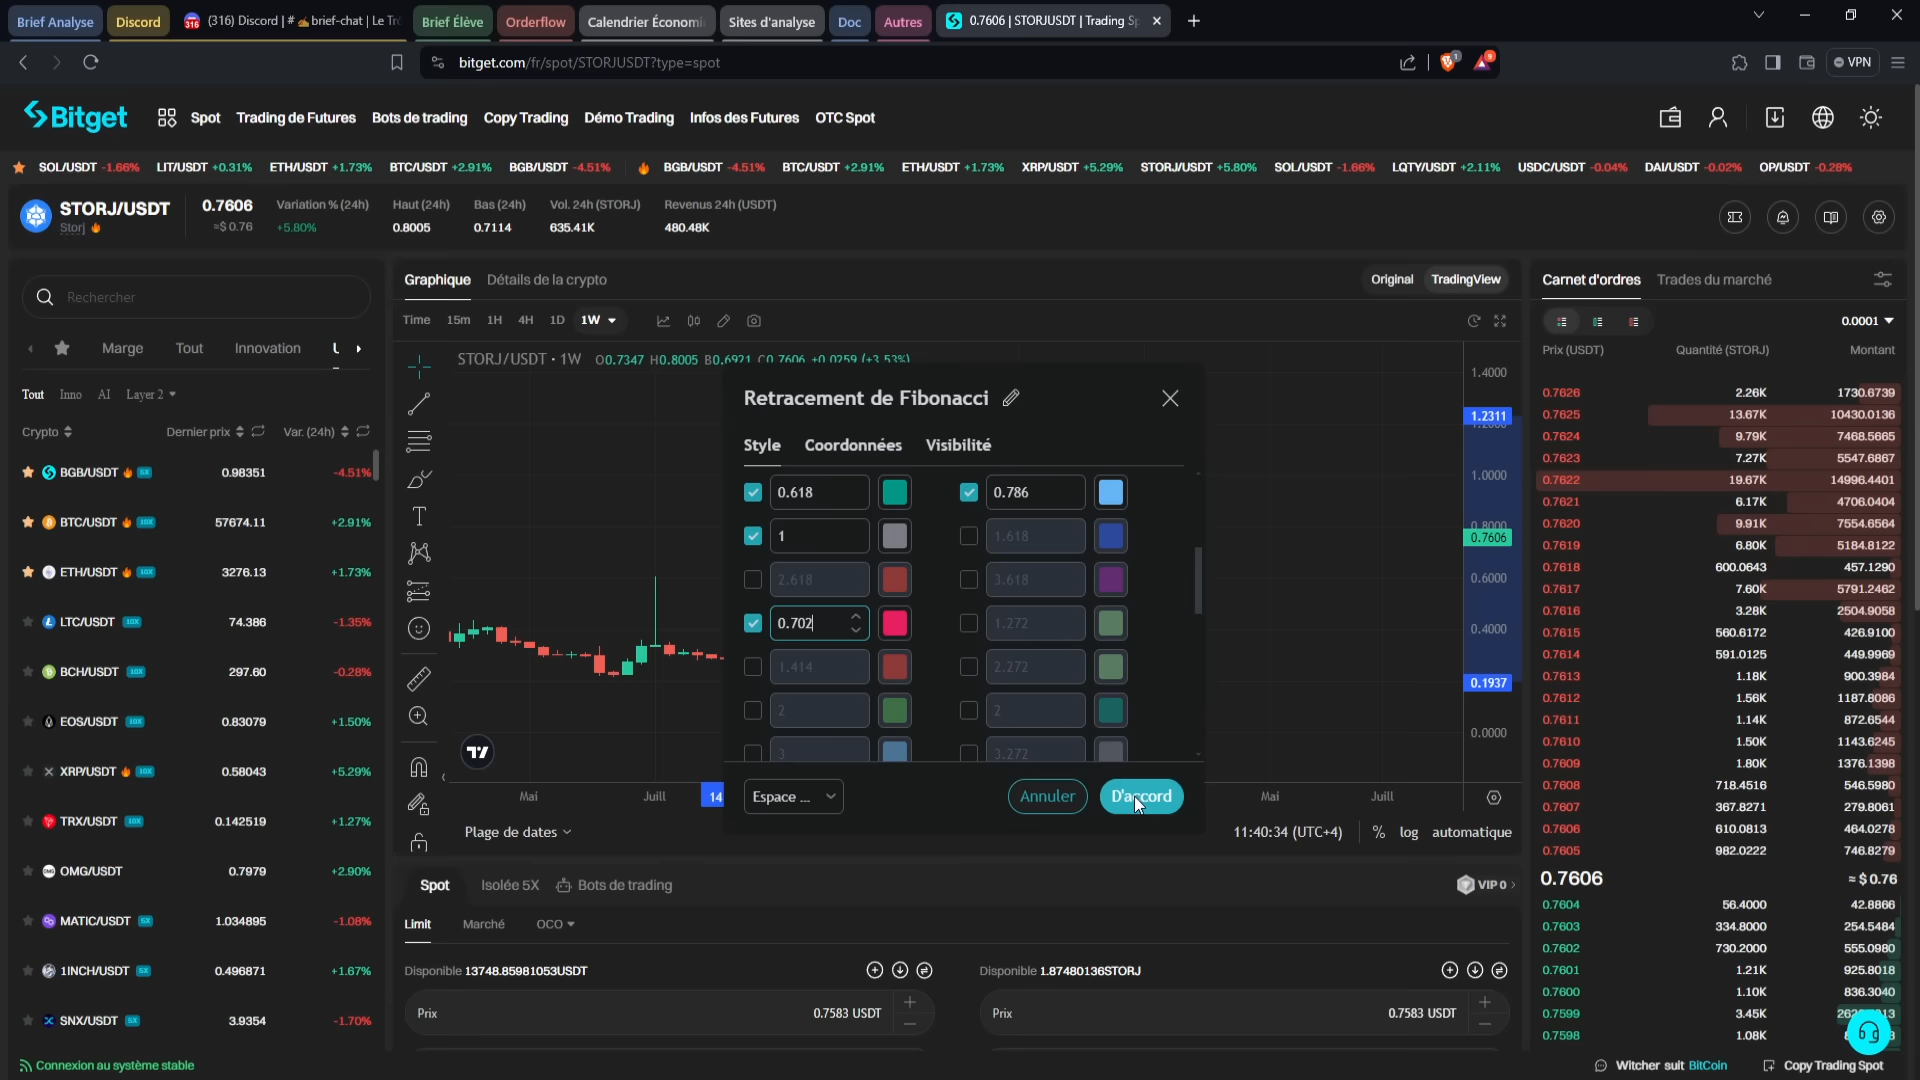 Brief Analyse
Discord
(316) Discord | # ✍brief-chat | Le Tr
Brief Élève
Orderflow
Calendrier Économi
Sites d'analyse
Doc
Autres
0.7606 | STORJUSDT | Trading Sp
bitget.com/fr/spot/STORJUSDT?type=spot
VPN
Bitget Spot Trading de Futures Bots de trading Copy Trading Démo Trading Infos des Futures OTC Spot
SOL/USDT -1.66% LIT/USDT +0.31% ETH/USDT +1.73% BTC/USDT +2.91% BGB/USDT -4.51% BGB/USDT -4.51% BTC/USDT +2.91% ETH/USDT +1.73% XRP/USDT +5.29% STORJ/USDT +5.80% SOL/USDT -1.66% LQTY/USDT +2.11% USDC/USDT -0.04% DAI/USDT -0.02% OP/USDT -0.28%
STORJ/USDT 0.7606 Variation % (24h) Haut (24h) Bas (24h) Vol. 24h (STORJ) Revenus 24h (USDT)
Storj ≈$ 0.76 +5.80% 0.8005 0.7114 635.41K 480.48K
Rechercher
Marge Tout Innovation
Tout Inno AI Layer 2
Crypto Dernier prix Var. (24h)
BGB/USDT 5X 0.98351 -4.51%
BTC/USDT 10X 57674.11 +2.91%
ETH/USDT 10X 3276.13 +1.73%
LTC/USDT 10X 74.386 -1.35%
BCH/USDT 10X 297.60 -0.28%
EOS/USDT 10X 0.83079 +1.50%
XRP/USDT 10X 0.58043 +5.29%
TRX/USDT 10X 0.142519 +1.27%
OMG/USDT 0.7979 +2.90%
MATIC/USDT 5X 1.034895 -1.08%
1INCH/USDT 5X 0.496871 +1.67%
SNX/USDT 5X 3.9354 -1.70%
Connexion au système stable
Graphique Détails de la crypto Original TradingView
Time 15m 1H 4H 1D 1W
STORJ/USDT · 1W O0.7347 H0.8005 B0.6921 C0.7606 +0.0259 (+3.53%)
1.4000
1.2311
1.0000
0.8000
0.7606
0.6000
0.4000
0.1937
0.0000
Mai Juill 14 Mai Juill
Retracement de Fibonacci
Style Coordonnées Visibilité
0.618 0.786
1 1.618
2.618 3.618
0.702 1.272
1.414 2.272
2 2
3 3.272
Espace ... Annuler D'accord
Plage de dates 11:40:34 (UTC+4) % log automatique
Spot Isolée 5X Bots de trading VIP 0
Limit Marché OCO
Disponible 13748.85981053USDT Disponible 1.87480136STORJ
Prix 0.7583 USDT Prix 0.7583 USDT
Carnet d'ordres Trades du marché
0.0001
Prix (USDT) Quantité (STORJ) Montant
0.7626 2.26K 1730.6739
0.7625 13.67K 10430.0136
0.7624 9.79K 7468.5665
0.7623 7.27K 5547.6867
0.7622 19.67K 14996.4401
0.7621 6.17K 4706.0404
0.7620 9.91K 7554.6564
0.7619 6.80K 5184.8122
0.7618 600.0643 457.1290
0.7617 7.60K 5791.2462
0.7616 3.28K 2504.9058
0.7615 560.6172 426.9100
0.7614 591.0125 449.9969
0.7613 1.18K 900.3984
0.7612 1.56K 1187.6086
0.7611 1.14K 872.6544
0.7610 1.50K 1143.6245
0.7609 1.80K 1376.1398
0.7608 718.4516 546.5980
0.7607 367.8271 279.8061
0.7606 610.0813 464.0278
0.7605 982.0222 746.8279
0.7606 ≈ $ 0.76
0.7604 56.4000 42.8866
0.7603 334.8000 254.5484
0.7602 730.2000 555.0980
0.7601 1.21K 925.8018
0.7600 1.10K 836.3040
0.7599 3.45K
0.7598 1.08K
Witcher suit BitCoin Copy Trading Spot